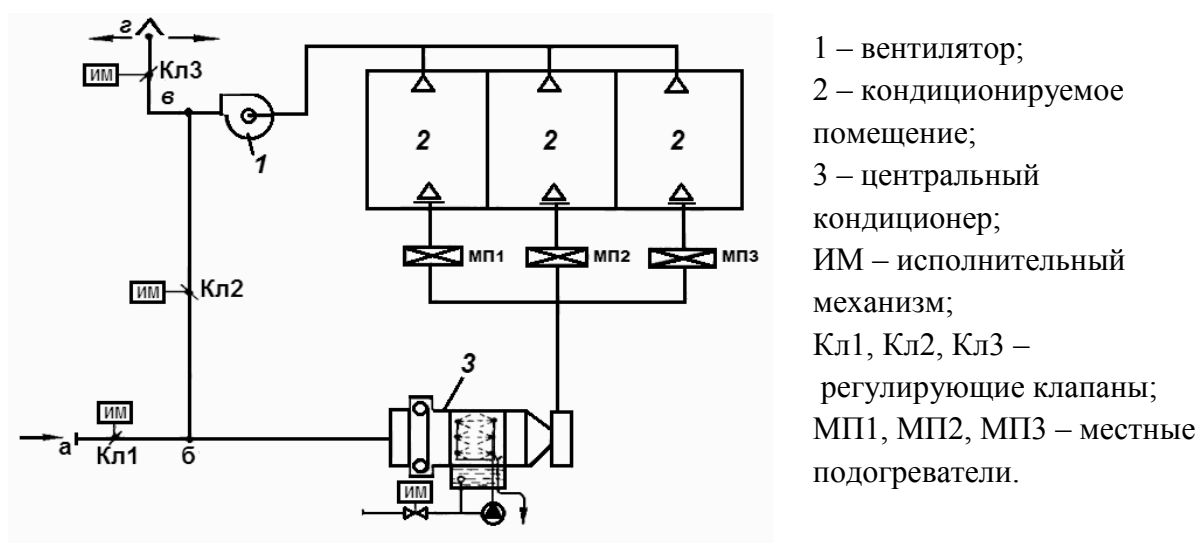 г
ИМ
Кл3
в
1
2
2
2
МП1
МП2
МП3
ИМ
Кл2
3
ИМ
а
Кл1
б
ИМ
1 – вентилятор;
2 – кондиционируемое
помещение;
3 – центральный
кондиционер;
ИМ – исполнительный
механизм;
Кл1, Кл2, Кл3 –
регулирующие клапаны;
МП1, МП2, МП3 – местные
подогреватели.